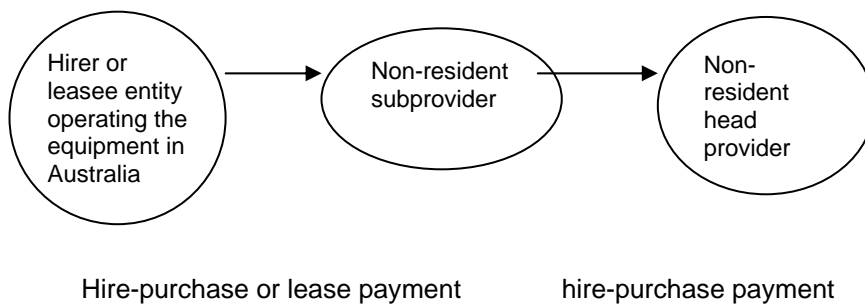 Hirer or
leasee entity
operating the
equipment in
Australia
Non-resident
subprovider
Non-
resident
head
provider
Hire-purchase or lease payment
hire-purchase payment